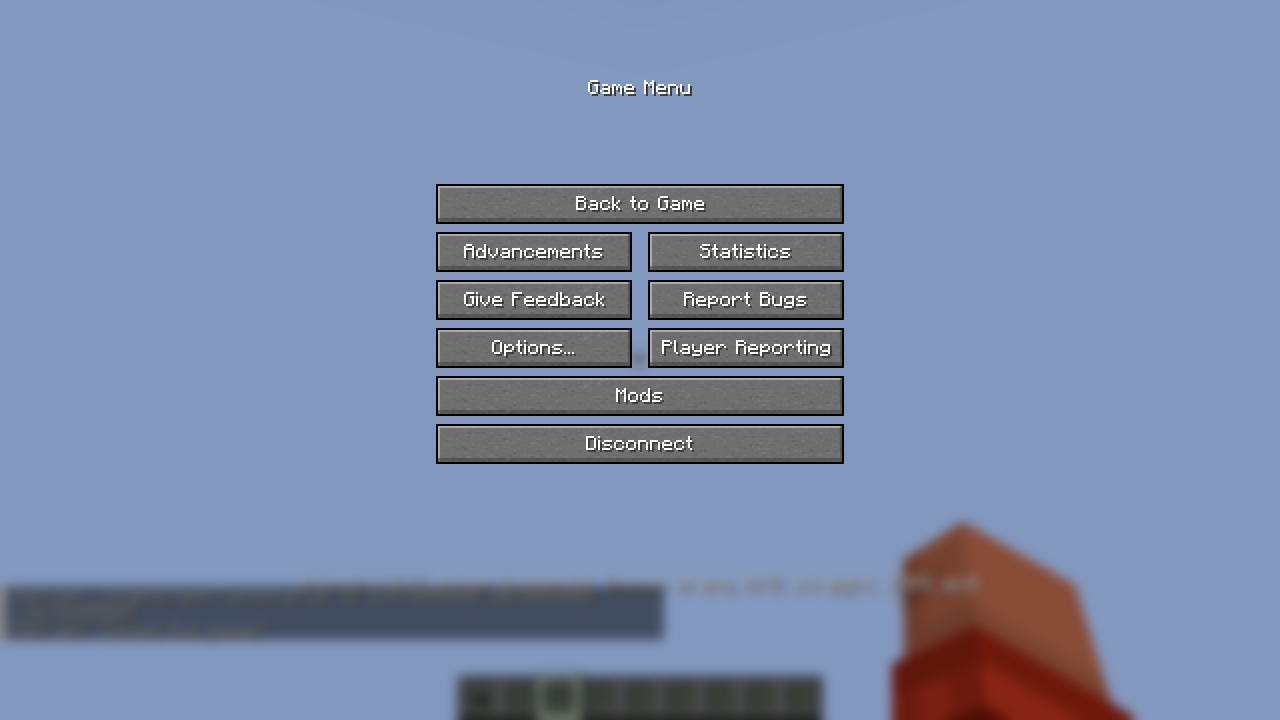 Game Menu
Back to Game
Advancements
Statistics
Give Feedback
Report Bugs
Options...
Player Reporting
Mods
Disconnect